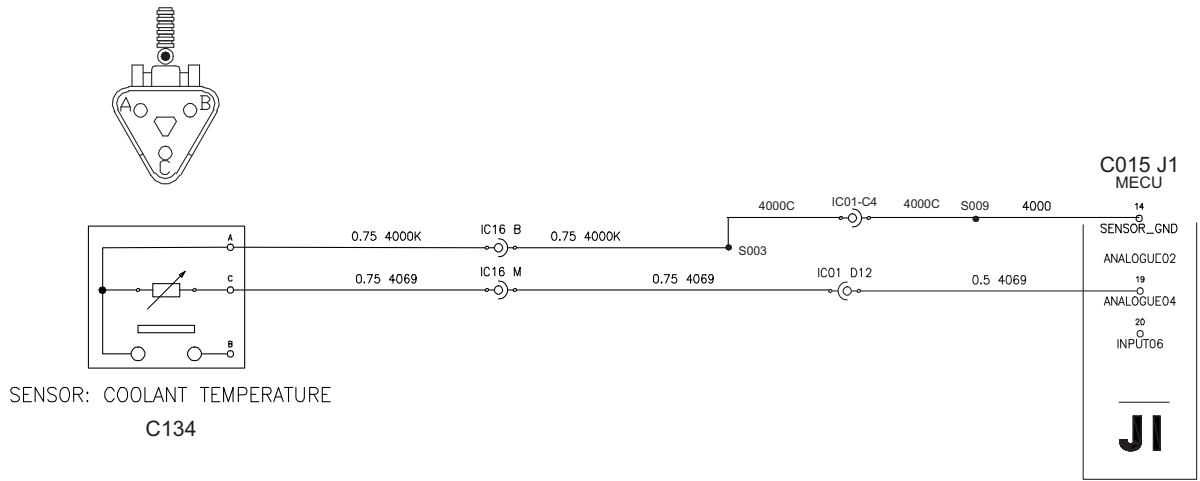 A B
C
C015 J1
MECU
4000C IC01-C4 4000C S009 4000 14
SENSOR_GND
A 0.75 4000K IC16 B 0.75 4000K S003
ANALOGUE02
C 0.75 4069 IC16 M 0.75 4069 IC01 D12 0.5 4069 19
ANALOGUE04
20
INPUT06
B
SENSOR: COOLANT TEMPERATURE
C134
J1